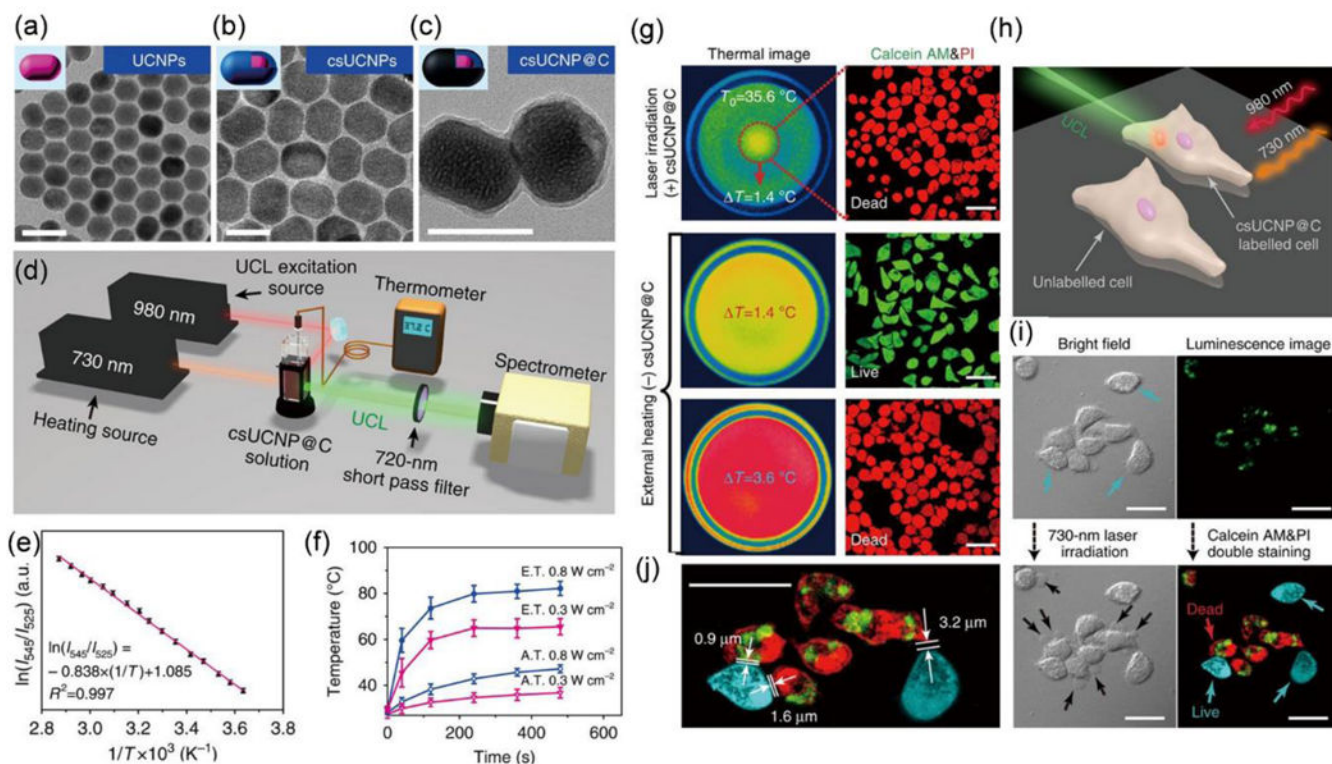 (a)
UCNPs
(b)
csUCNPs
(c)
csUCNP@C
(d)
UCL excitation
source
980 nm
730 nm
Heating source
Thermometer
csUCNP@C
solution
UCL
720-nm
short pass filter
Spectrometer
(e)
ln(I545/I525) (a.u.)
ln(I545/I525) =
−0.838×(1/T)+1.085
R²=0.997
2.8 3.0 3.2 3.4 3.6
1/T×10³ (K⁻¹)
(f)
Temperature (°C)
100
80
60
40
E.T. 0.8 W cm⁻²
E.T. 0.3 W cm⁻²
A.T. 0.8 W cm⁻²
A.T. 0.3 W cm⁻²
0 200 400 600
Time (s)
(g)
Thermal image
Calcein AM&PI
Laser irradiation
(+) csUCNP@C
T₀=35.6 °C
ΔT=1.4 °C
Dead
External heating (−) csUCNP@C
ΔT=1.4 °C
Live
ΔT=3.6 °C
Dead
(h)
UCL
980 nm
730 nm
csUCNP@C
labelled cell
Unlabelled cell
(i)
Bright field
Luminescence image
730-nm laser
irradiation
Calcein AM&PI
double staining
Dead
Live
(j)
0.9 μm
3.2 μm
1.6 μm